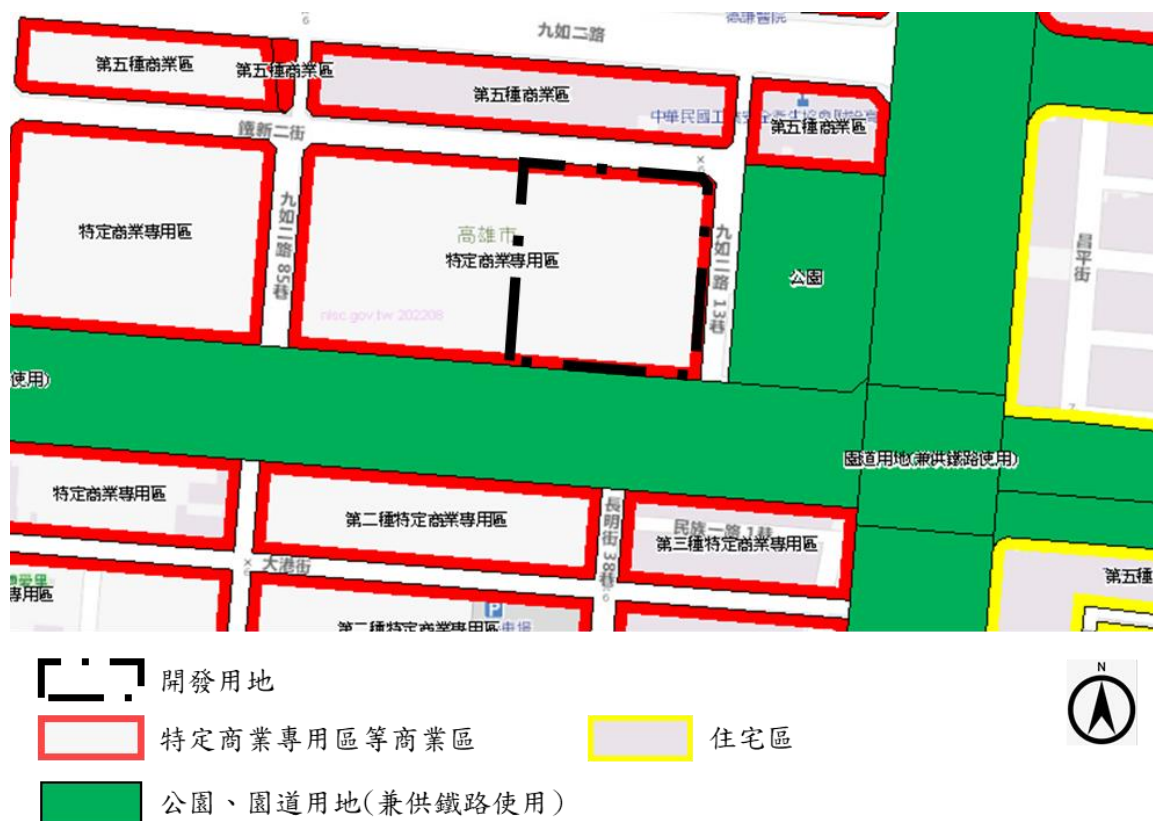 九如二路
第五種商業區
第五種商業區
第五種商業區
第五種商業區
鐵新二街
九如二路 85巷
九如二路 13巷
特定商業專用區
高雄市
特定商業專用區
nlsc.gov.tw 202208
公園
昌平街
使用)
園道用地(兼供鐵路使用)
特定商業專用區
第二種特定商業專用區
長明街 38巷
民族一路 1巷
第三種特定商業專用區
大港街
第五種
專用區
第二種特定商業專用區
P
開發用地
特定商業專用區等商業區
住宅區
公園、園道用地(兼供鐵路使用)
N